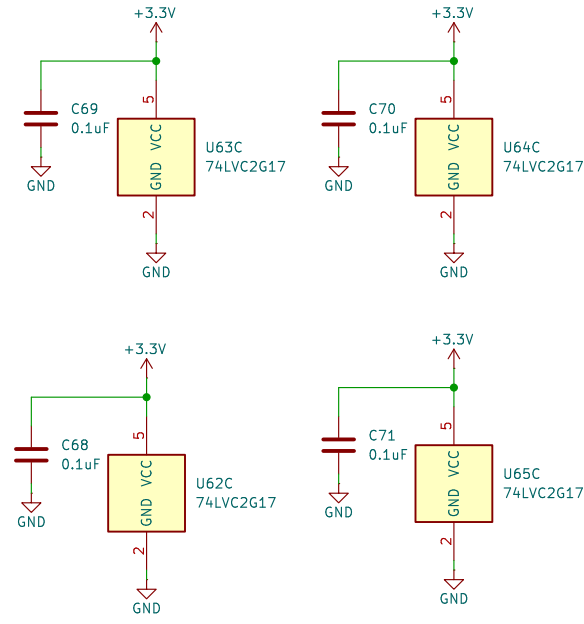 +3.3V
C69
0.1uF
5
VCC
GND
U63C
74LVC2G17
2
GND
GND
+3.3V
C70
0.1uF
5
VCC
GND
U64C
74LVC2G17
2
GND
GND
+3.3V
C68
0.1uF
5
VCC
GND
U62C
74LVC2G17
2
GND
GND
+3.3V
C71
0.1uF
5
VCC
GND
U65C
74LVC2G17
2
GND
GND